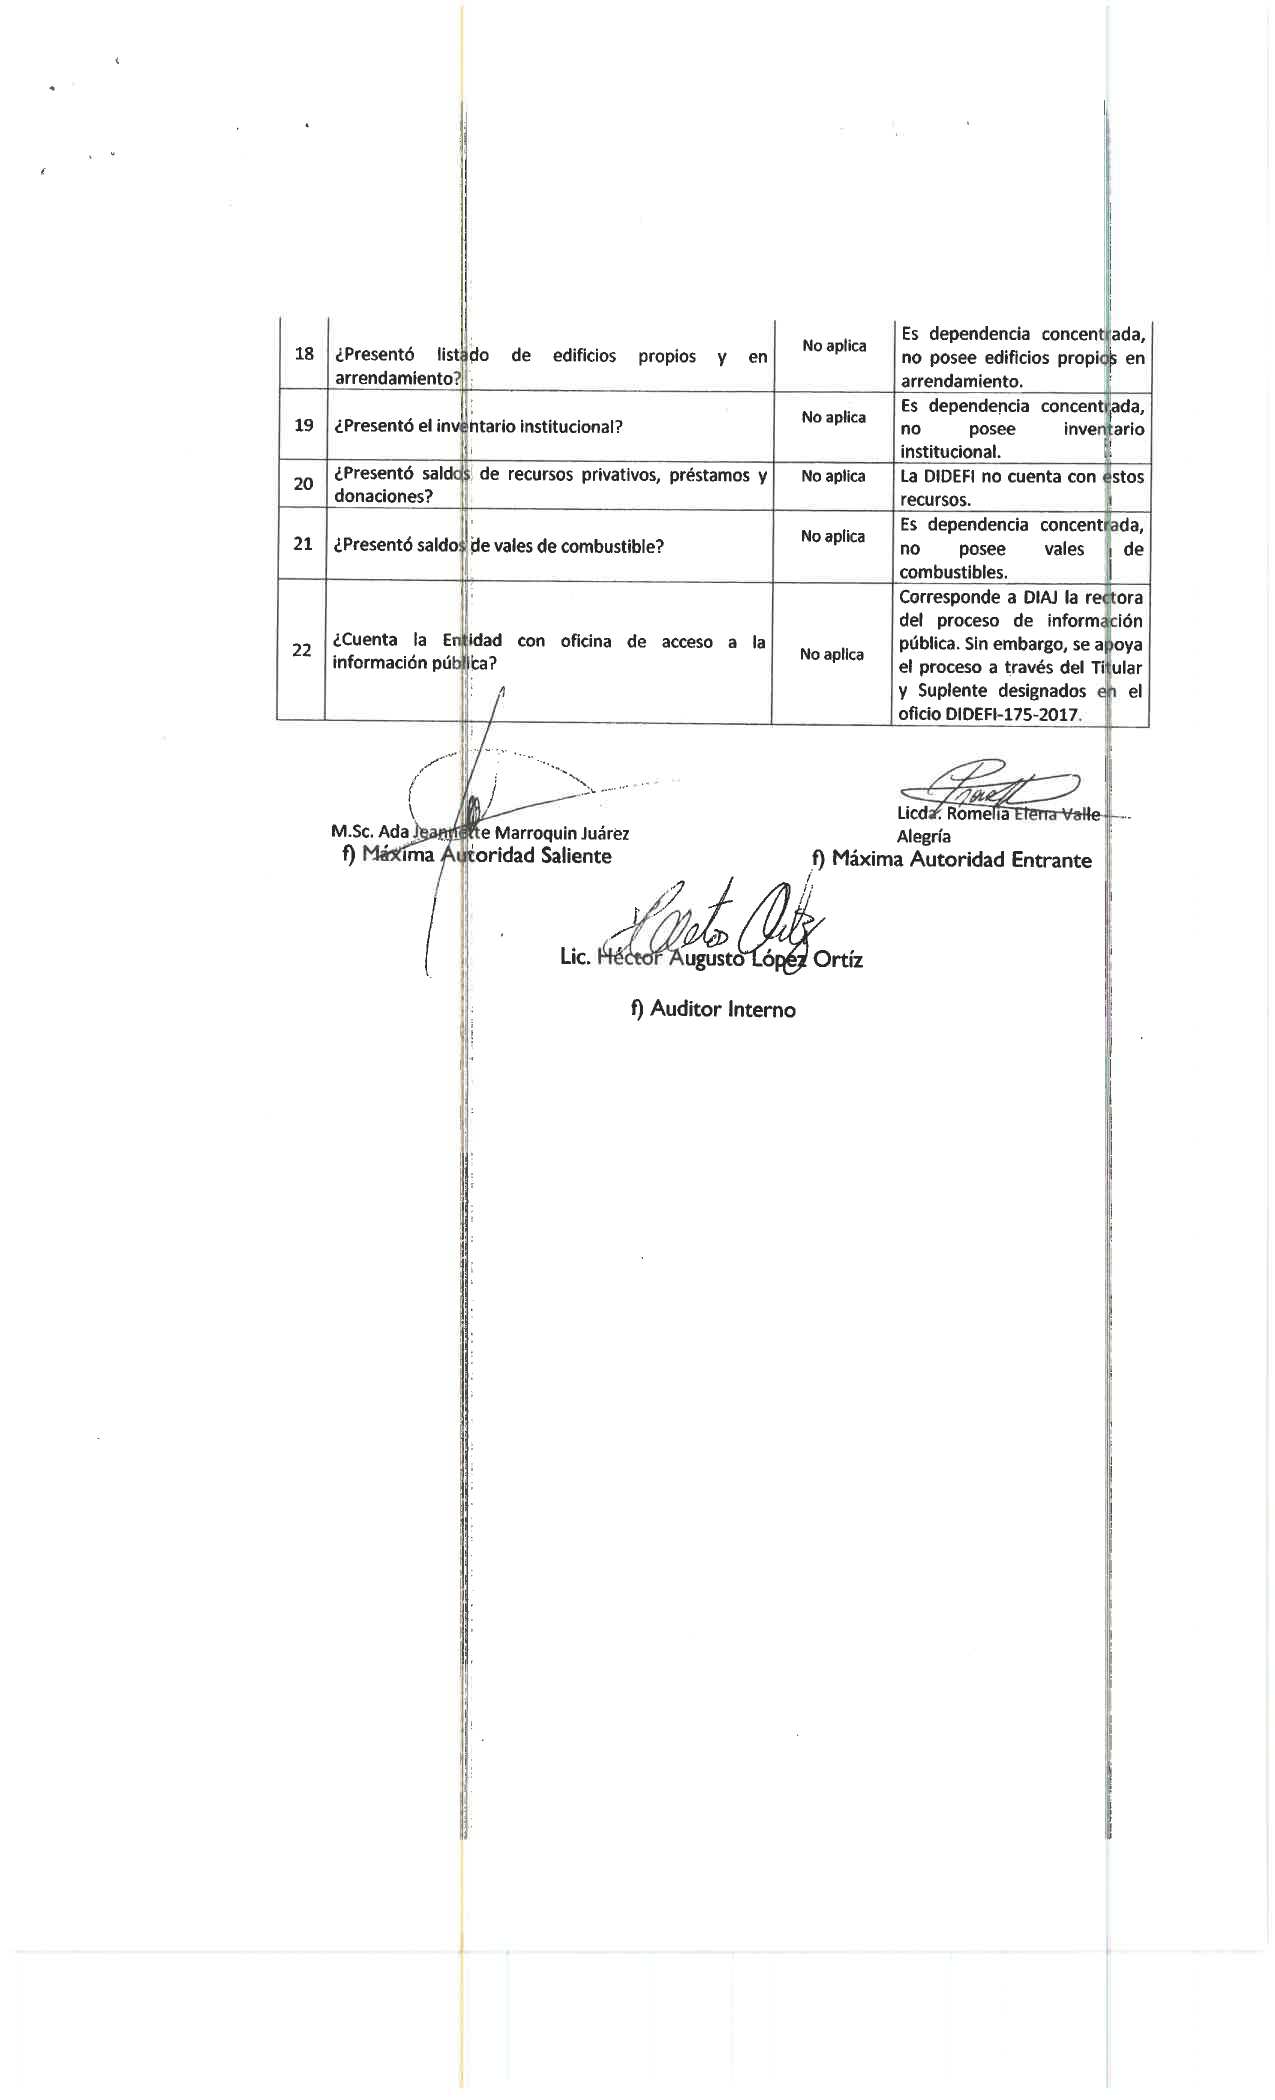 18 ¿Presentó listado de edificios propios y en
arrendamiento?
No aplica
Es dependencia concentrada,
no posee edificios propios en
arrendamiento.
19 ¿Presentó el inventario institucional?
No aplica
Es dependencia concentrada,
no posee inventario
institucional.
20 ¿Presentó saldos de recursos privativos, préstamos y
donaciones?
No aplica
La DIDEFI no cuenta con estos
recursos.
21 ¿Presentó saldos de vales de combustible?
No aplica
Es dependencia concentrada,
no posee vales de
combustibles.
22 ¿Cuenta la Entidad con oficina de acceso a la
información pública?
No aplica
Corresponde a DIAJ la rectora
del proceso de información
pública. Sin embargo, se apoya
el proceso a través del Titular
y Suplente designados en el
oficio DIDEFI-175-2017.
M.Sc. Ada Jeannette Marroquin Juárez
f) Máxima Autoridad Saliente
Licda. Romelia Elena Valle
Alegría
f) Máxima Autoridad Entrante
Lic. Héctor Augusto López Ortíz
f) Auditor Interno